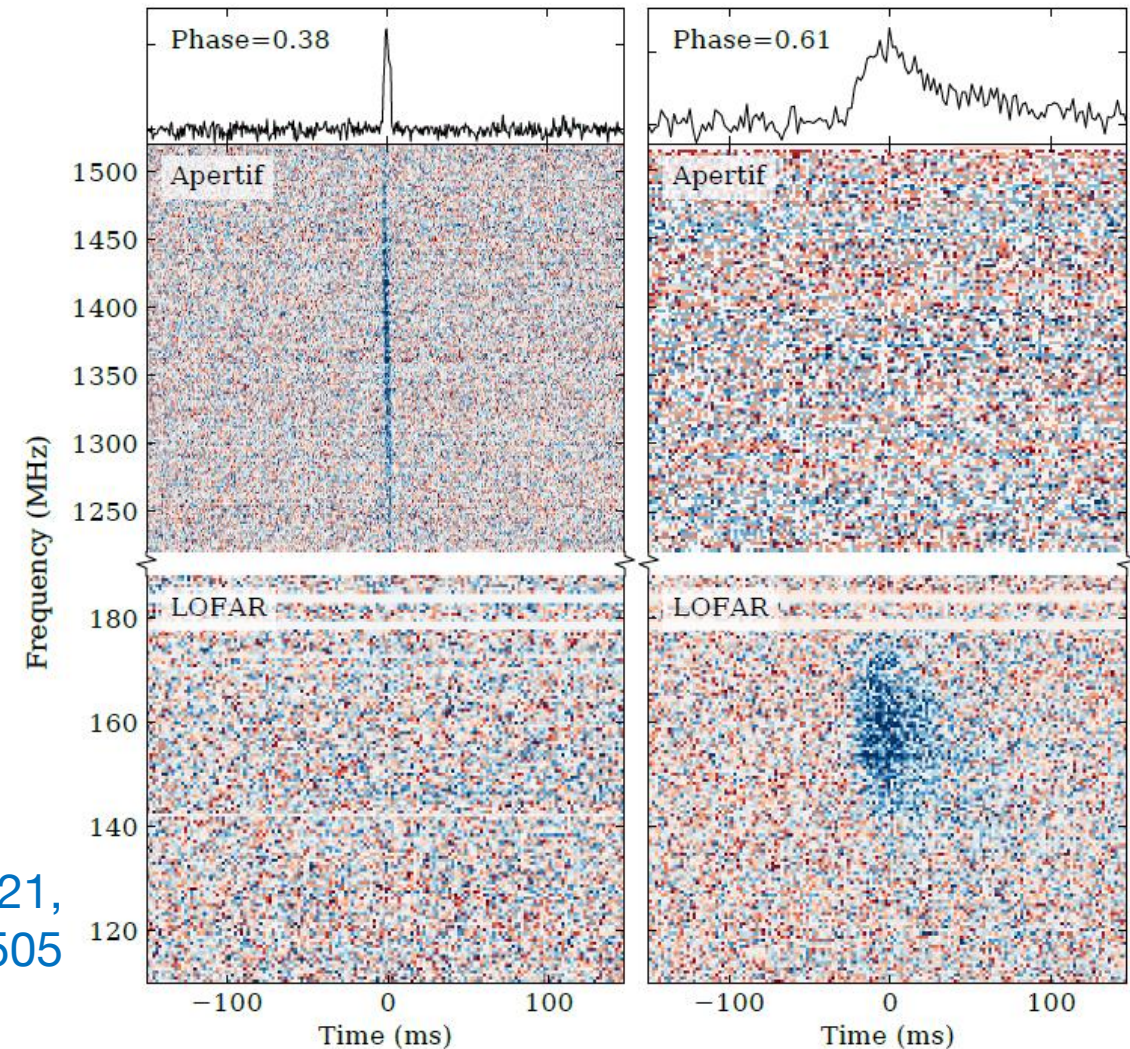 Phase=0.38
Phase=0.61
Apertif
Apertif
1500
1450
1400
1350
1300
1250
Frequency (MHz)
LOFAR
LOFAR
180
160
140
120
21,
505
−100 0 100
−100 0 100
Time (ms)
Time (ms)